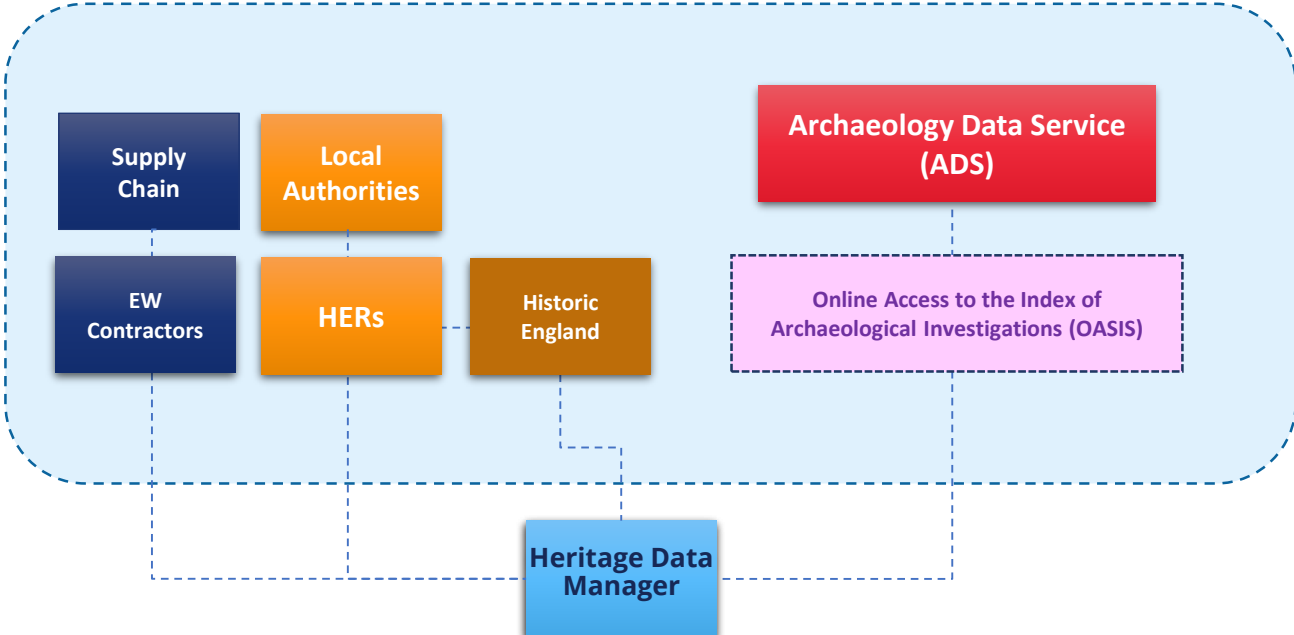 Supply
Chain
Local
Authorities
Archaeology Data Service
(ADS)
EW
Contractors
HERs
Historic
England
Online Access to the Index of
Archaeological Investigations (OASIS)
Heritage Data
Manager